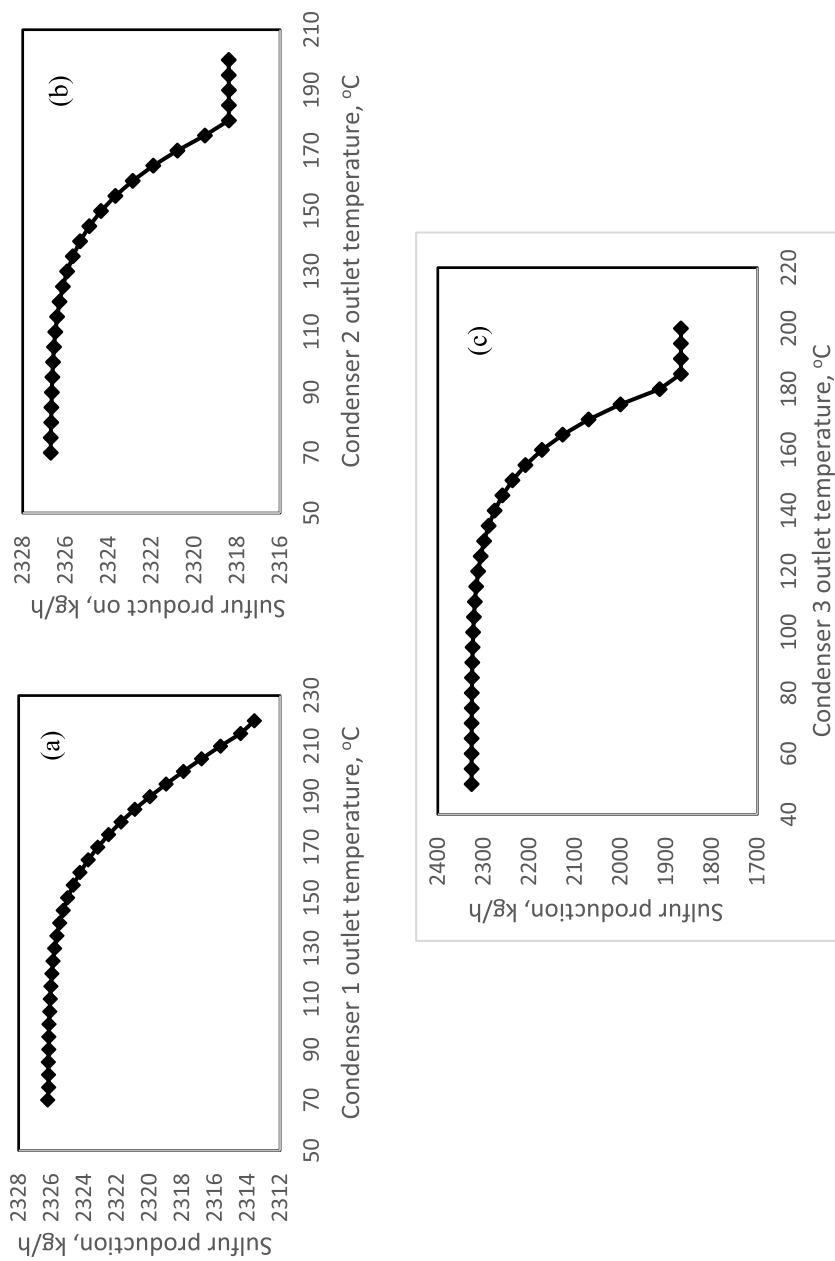 (a)
Sulfur production, kg/h
2328
2326
2324
2322
2320
2318
2316
2314
2312
50 70 90 110 130 150 170 190 210 230
Condenser 1 outlet temperature, ᵒC
(b)
Sulfur product on, kg/h
2328
2326
2324
2322
2320
2318
2316
50 70 90 110 130 150 170 190 210
Condenser 2 outlet temperature, ᵒC
(c)
Sulfur production, kg/h
2400
2300
2200
2100
2000
1900
1800
1700
40 60 80 100 120 140 160 180 200 220
Condenser 3 outlet temperature, ᵒC